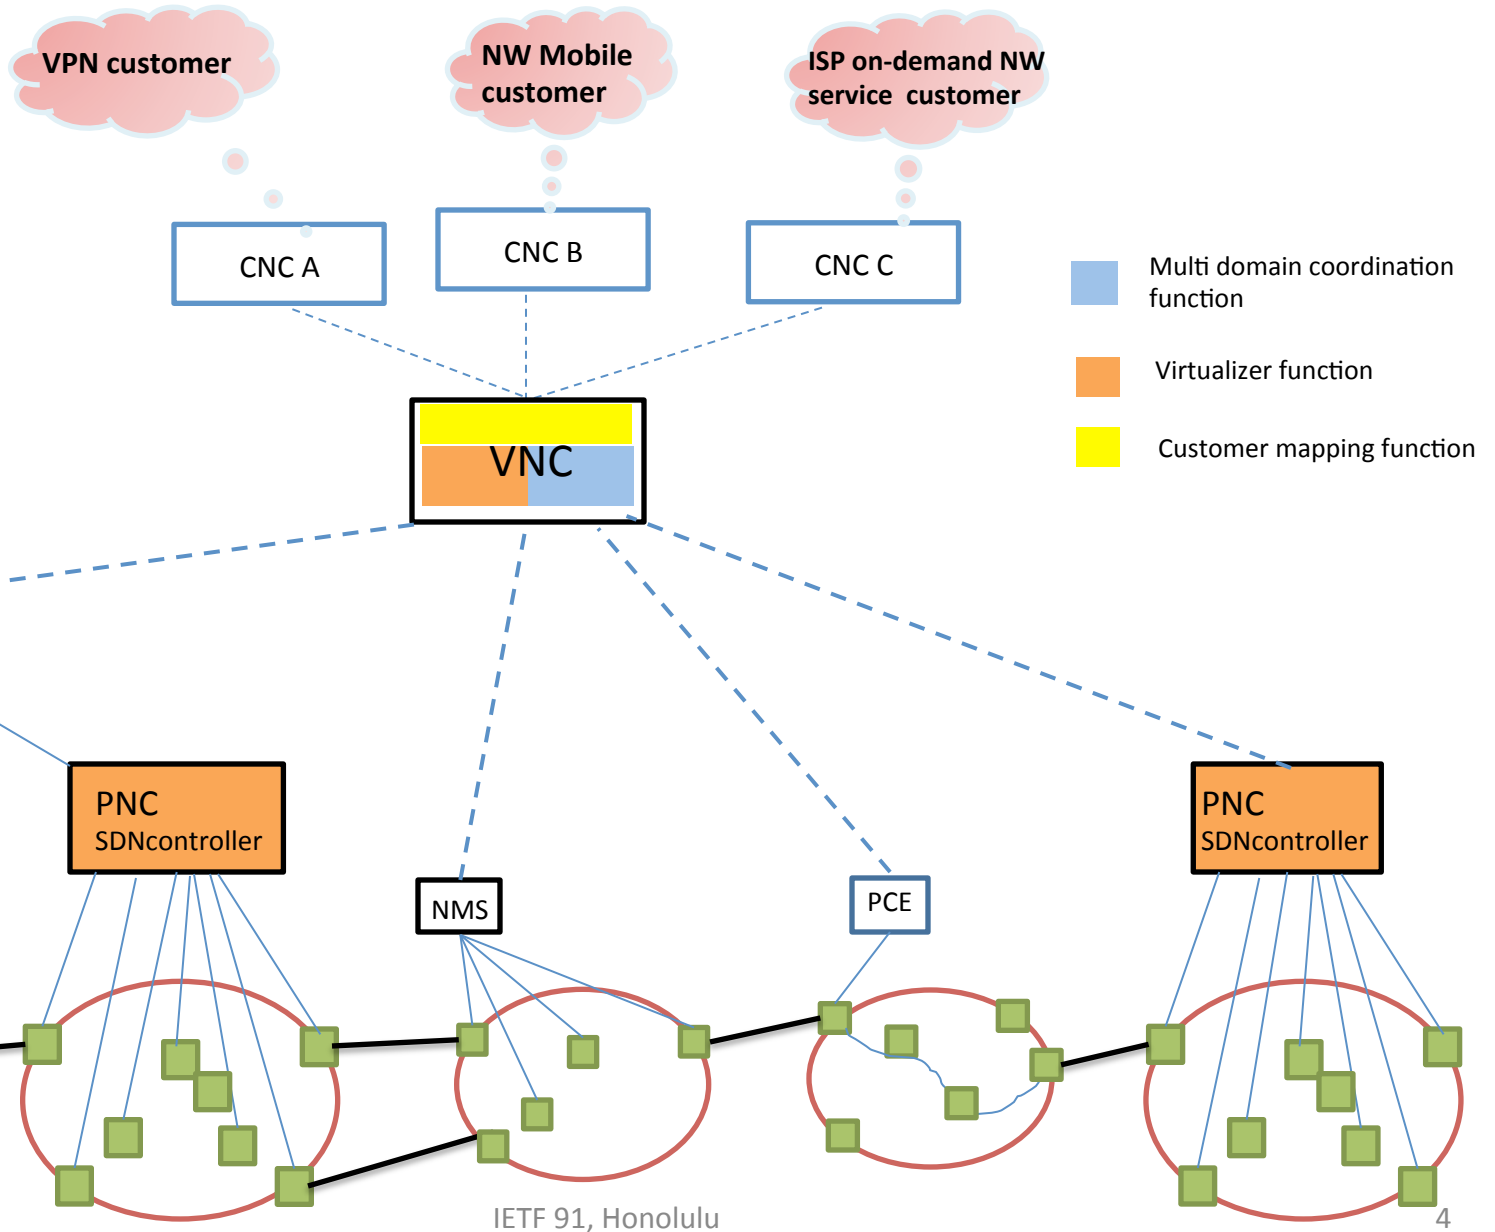 VPN customer
NW Mobile
customer
ISP on-demand NW
service  customer
CNC A
CNC B
CNC C
Multi domain coordination
function
Virtualizer function
Customer mapping function
VNC
PNC
SDNcontroller
NMS
PCE
PNC
SDNcontroller
IETF 91, Honolulu
4